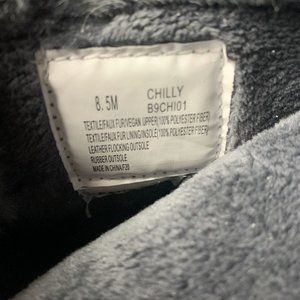 8.5M CHILLY
B9CHI01
TEXTILE/FAUX FUR/VEGAN UPPER(100% POLYESTER FIBER)
TEXTILE/FAUX FUR LINING/INSOLE(100% POLYESTER FIBER)
LEATHER FLOCKING OUTSOLE
RUBBER OUTSOLE
MADE IN CHINA/F20